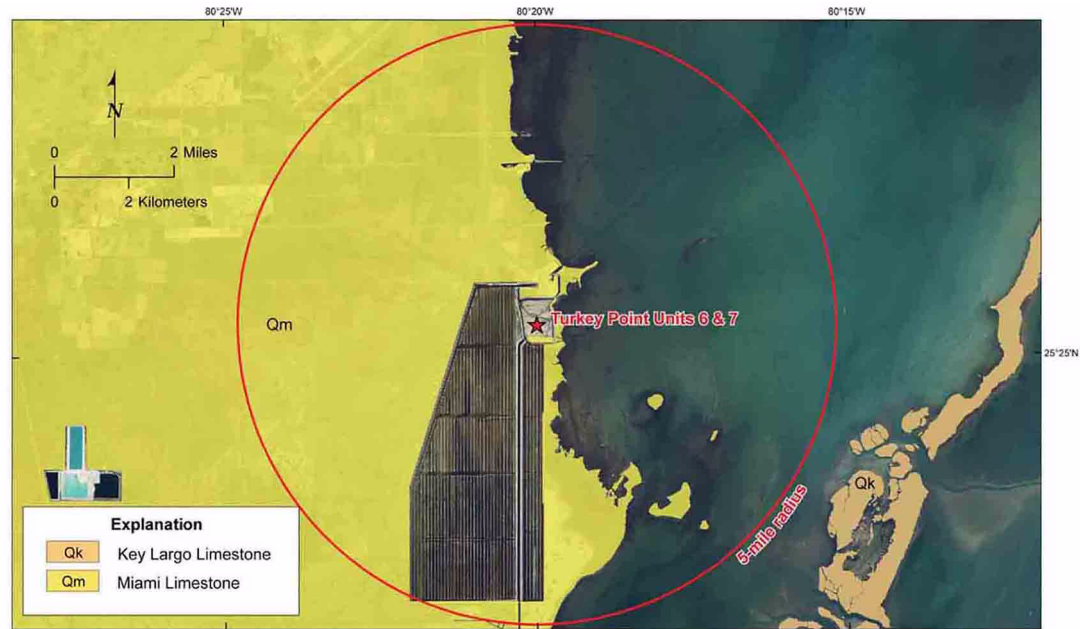 80°25'W
80°20'W
80°15'W
N
0
2 Miles
0
2 Kilometers
Qm
Turkey Point Units 6 & 7
25°25'N
Qk
5-mile radius
Explanation
Qk Key Largo Limestone
Qm Miami Limestone